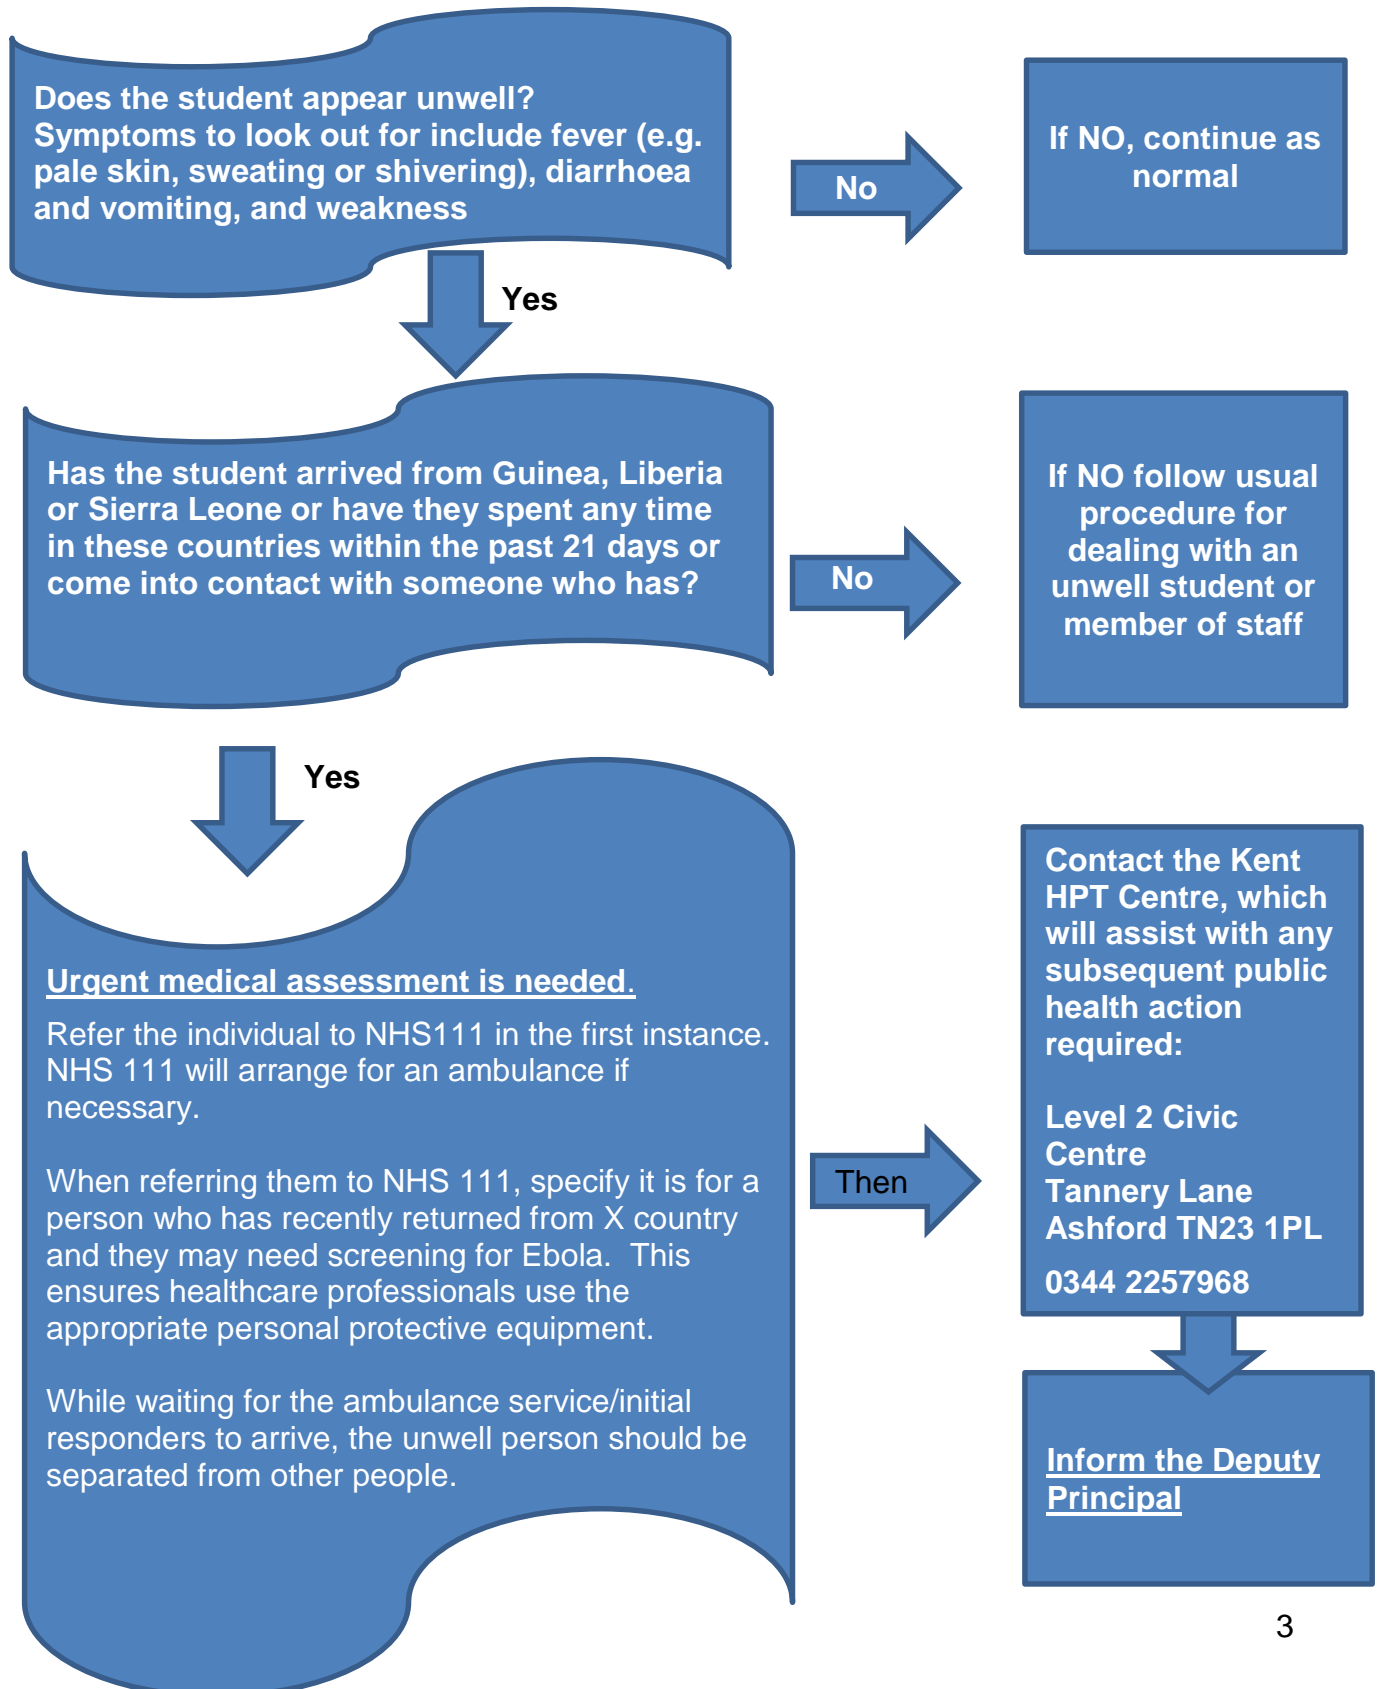 Does the student appear unwell?
Symptoms to look out for include fever (e.g.
pale skin, sweating or shivering), diarrhoea
and vomiting, and weakness
No
If NO, continue as
normal
Yes
Has the student arrived from Guinea, Liberia
or Sierra Leone or have they spent any time
in these countries within the past 21 days or
come into contact with someone who has?
No
If NO follow usual
procedure for
dealing with an
unwell student or
member of staff
Yes
Urgent medical assessment is needed.
Refer the individual to NHS111 in the first instance.
NHS 111 will arrange for an ambulance if
necessary.
When referring them to NHS 111, specify it is for a
person who has recently returned from X country
and they may need screening for Ebola.  This
ensures healthcare professionals use the
appropriate personal protective equipment.
While waiting for the ambulance service/initial
responders to arrive, the unwell person should be
separated from other people.
Then
Contact the Kent
HPT Centre, which
will assist with any
subsequent public
health action
required:
Level 2 Civic
Centre
Tannery Lane
Ashford TN23 1PL
0344 2257968
Inform the Deputy
Principal
3